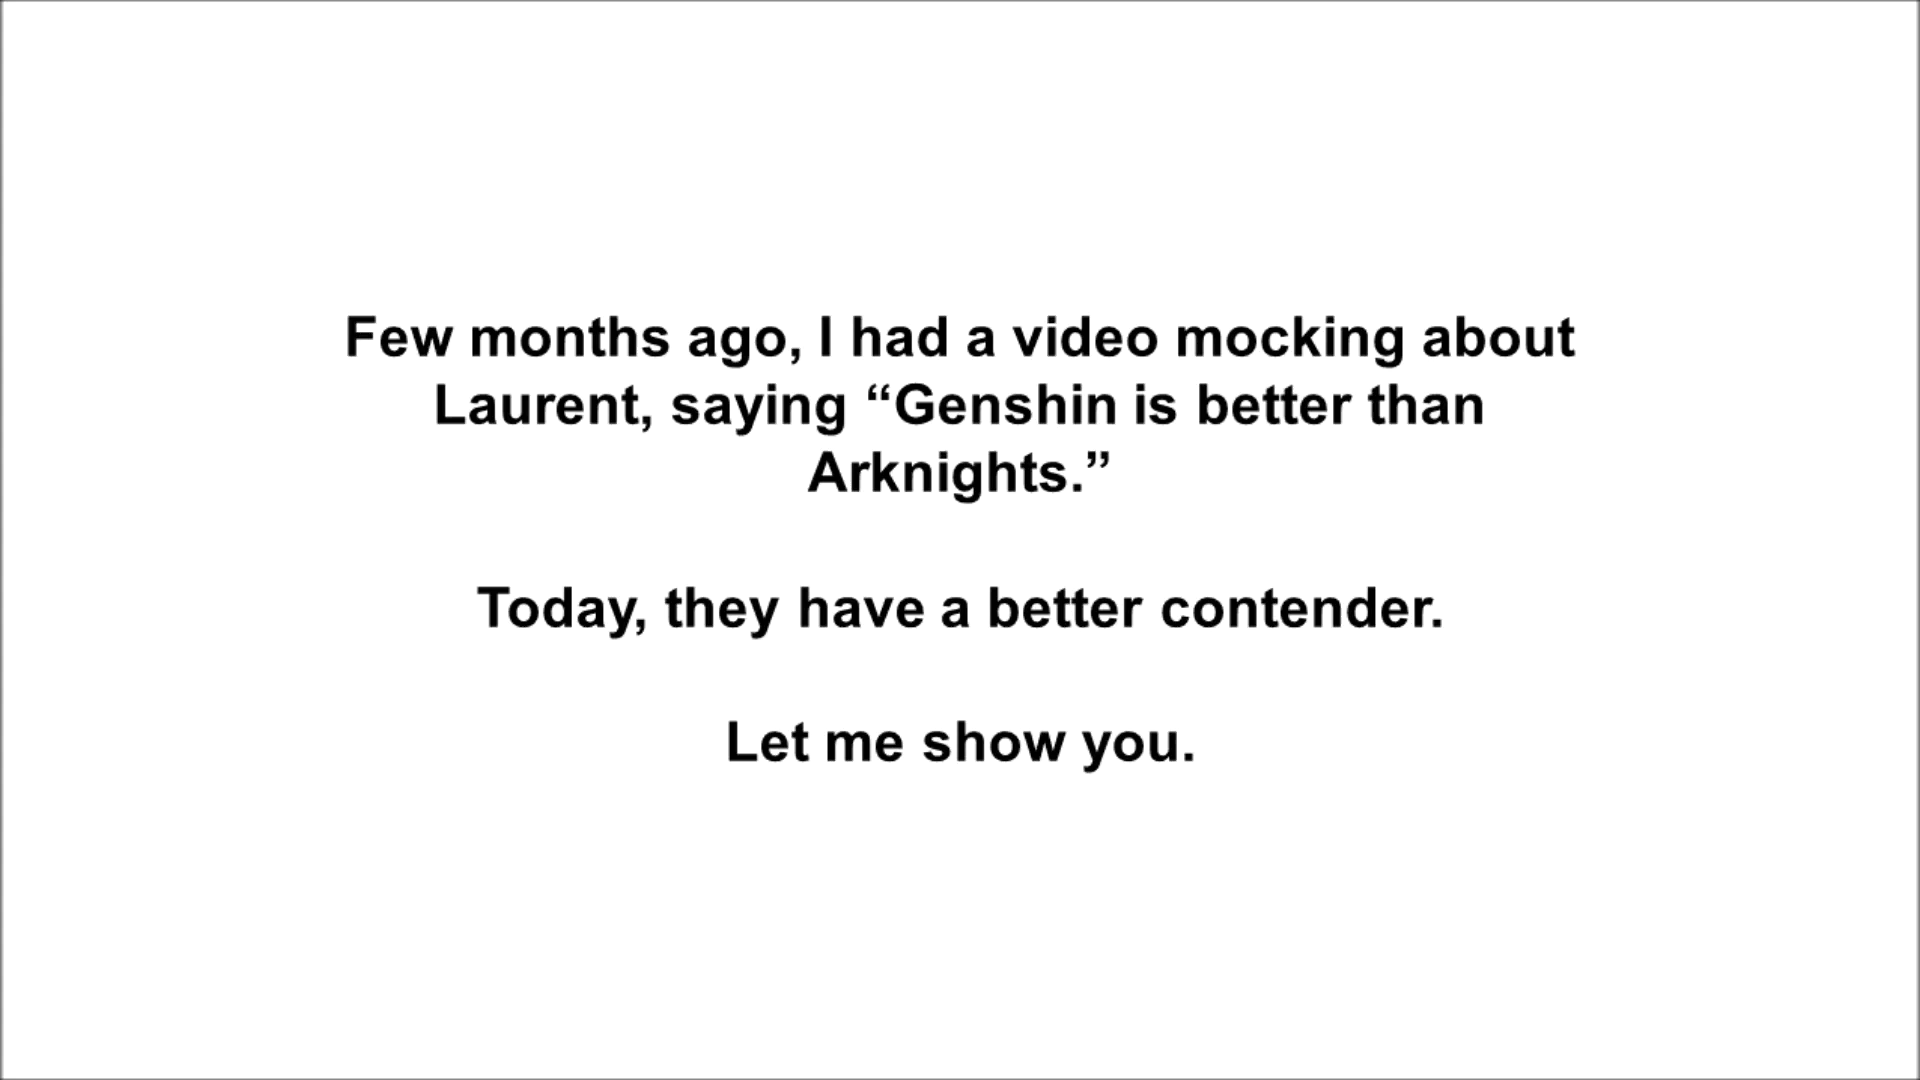 Few months ago, I had a video mocking about
Laurent, saying “Genshin is better than
Arknights.”
Today, they have a better contender.
Let me show you.